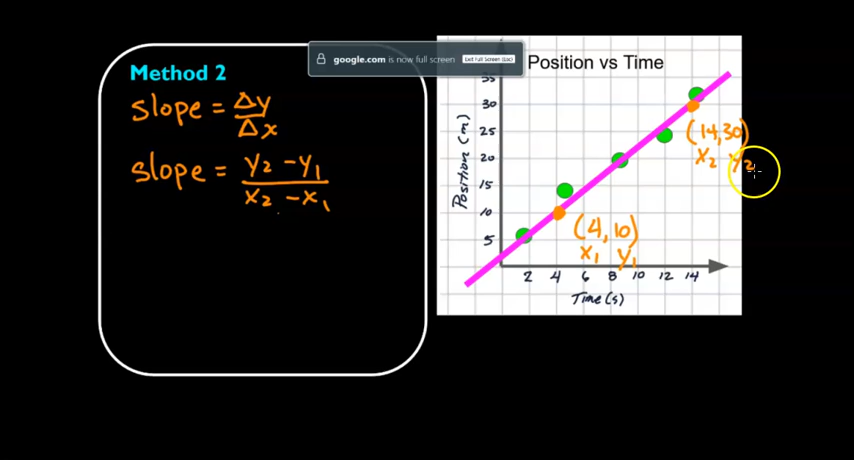 google.com is now full screen Exit Full Screen (Esc)
Method 2
slope = Δy
Δx
slope = y2 - y1
x2 - x1
Position vs Time
Position (m)
35
30
25
20
15
10
5
(14,30)
x2 y2
(4,10)
x1 y1
2 4 6 8 10 12 14
Time (s)